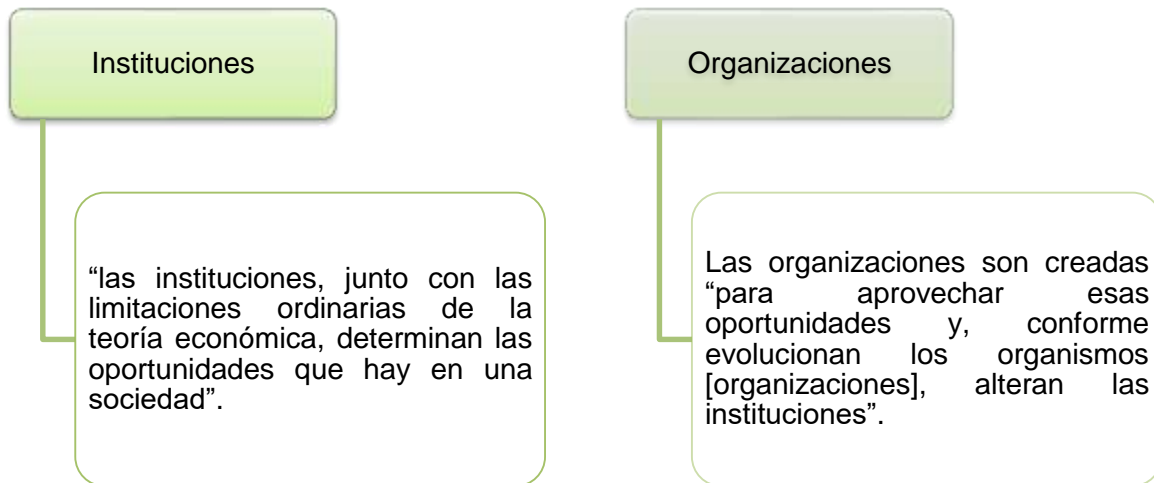 Instituciones
“las instituciones, junto con las
limitaciones ordinarias de la
teoría económica, determinan las
oportunidades que hay en una
sociedad”.
Organizaciones
Las organizaciones son creadas
“para aprovechar esas
oportunidades y, conforme
evolucionan los organismos
[organizaciones], alteran las
instituciones”.